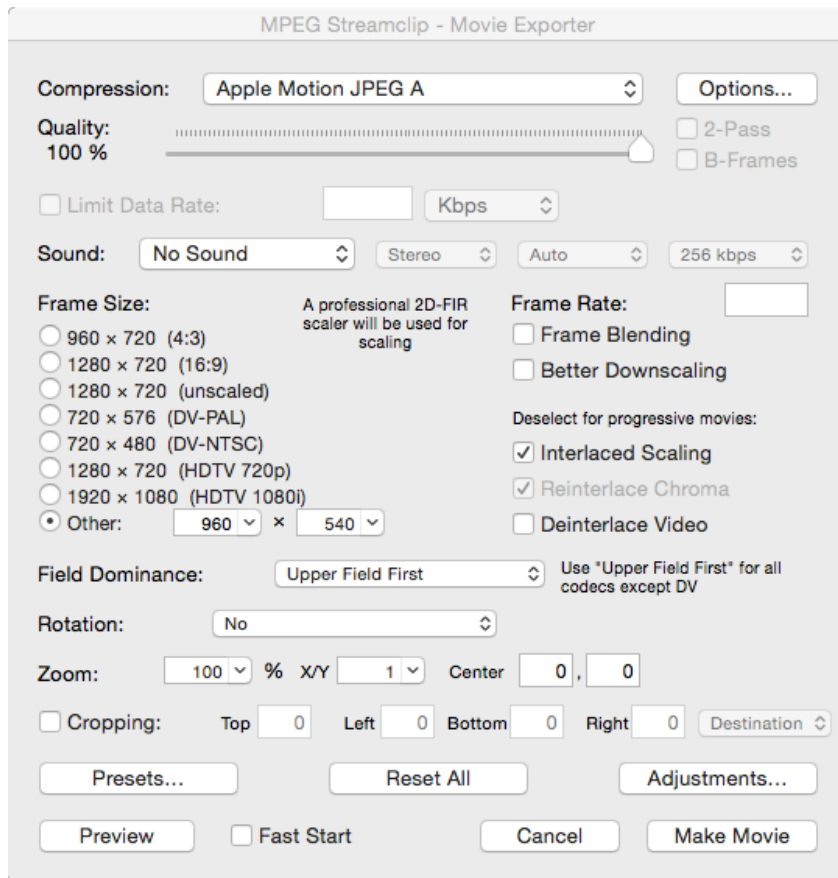 MPEG Streamclip - Movie Exporter
Compression: Apple Motion JPEG A Options...
Quality: 2-Pass
100 % B-Frames
Limit Data Rate: Kbps
Sound: No Sound Stereo Auto 256 kbps
Frame Size:
A professional 2D-FIR
scaler will be used for
scaling
960 × 720 (4:3)
1280 × 720 (16:9)
1280 × 720 (unscaled)
720 × 576 (DV-PAL)
720 × 480 (DV-NTSC)
1280 × 720 (HDTV 720p)
1920 × 1080 (HDTV 1080i)
Other: 960 × 540
Frame Rate:
Frame Blending
Better Downscaling
Deselect for progressive movies:
Interlaced Scaling
Reinterlace Chroma
Deinterlace Video
Field Dominance: Upper Field First
Use "Upper Field First" for all
codecs except DV
Rotation: No
Zoom: 100 % X/Y 1 Center 0 , 0
Cropping: Top 0 Left 0 Bottom 0 Right 0 Destination
Presets... Reset All Adjustments...
Preview Fast Start Cancel Make Movie